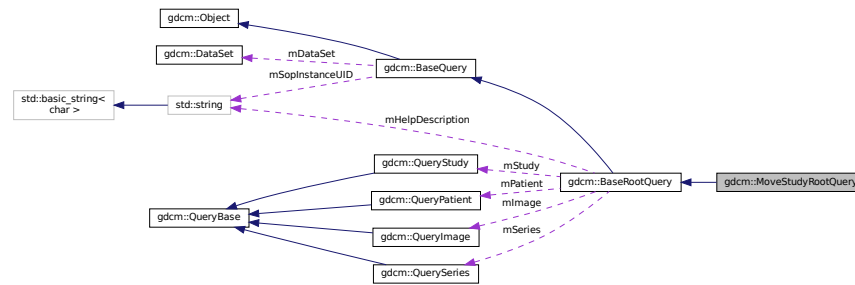 gdcm::Object
gdcm::DataSet
mDataSet
gdcm::BaseQuery
mSopInstanceUID
std::basic_string<
char >
std::string
mHelpDescription
gdcm::QueryStudy
mStudy
gdcm::BaseRootQuery
gdcm::MoveStudyRootQuery
mPatient
gdcm::QueryPatient
mImage
gdcm::QueryBase
mSeries
gdcm::QueryImage
gdcm::QuerySeries